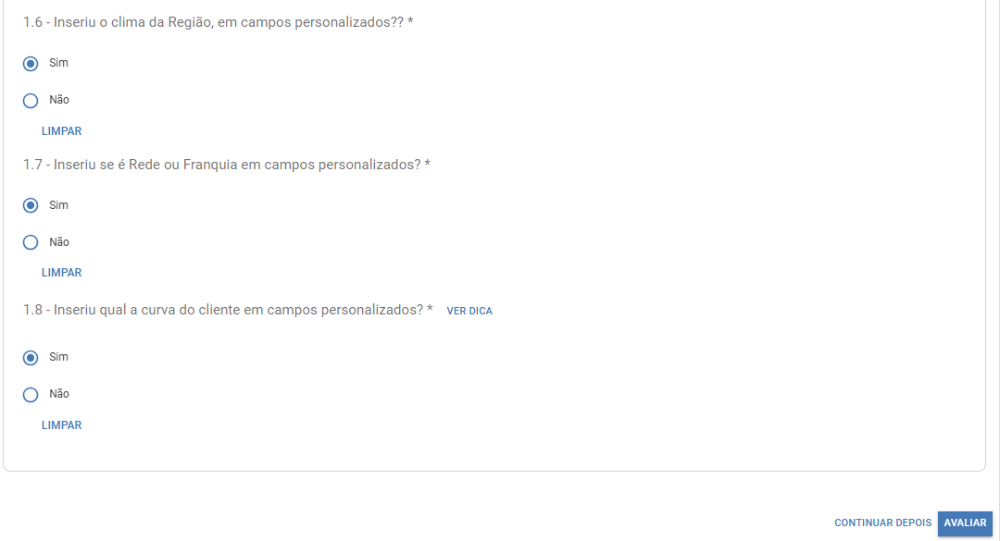 1.6 - Inseriu o clima da Região, em campos personalizados?? *
Sim
Não
LIMPAR
1.7 - Inseriu se é Rede ou Franquia em campos personalizados? *
Sim
Não
LIMPAR
1.8 - Inseriu qual a curva do cliente em campos personalizados? * VER DICA
Sim
Não
LIMPAR
CONTINUAR DEPOIS AVALIAR